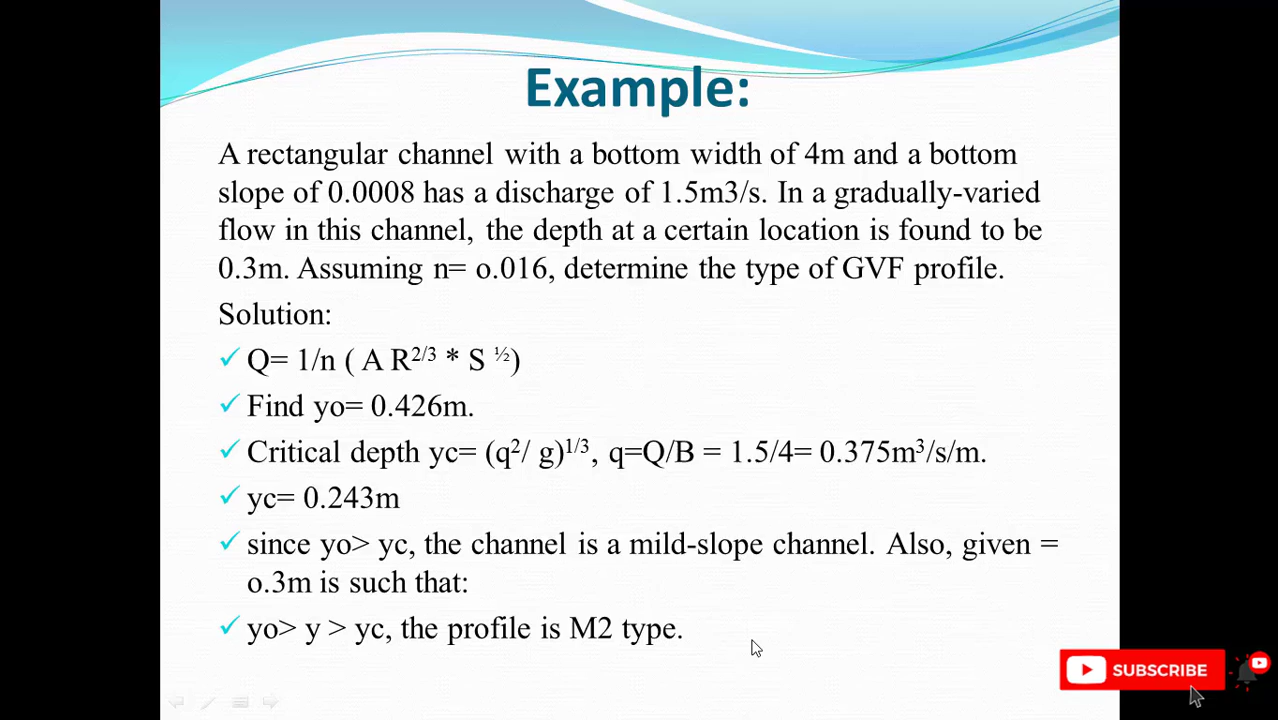 Example:
A rectangular channel with a bottom width of 4m and a bottom
slope of 0.0008 has a discharge of 1.5m3/s. In a gradually-varied
flow in this channel, the depth at a certain location is found to be
0.3m. Assuming n= o.016, determine the type of GVF profile.
Solution:
✓ Q= 1/n ( A R^2/3 * S ^½)
✓ Find yo= 0.426m.
✓ Critical depth yc= (q²/ g)^1/3, q=Q/B = 1.5/4= 0.375m³/s/m.
✓ yc= 0.243m
✓ since yo> yc, the channel is a mild-slope channel. Also, given =
o.3m is such that:
✓ yo> y > yc, the profile is M2 type.
SUBSCRIBE